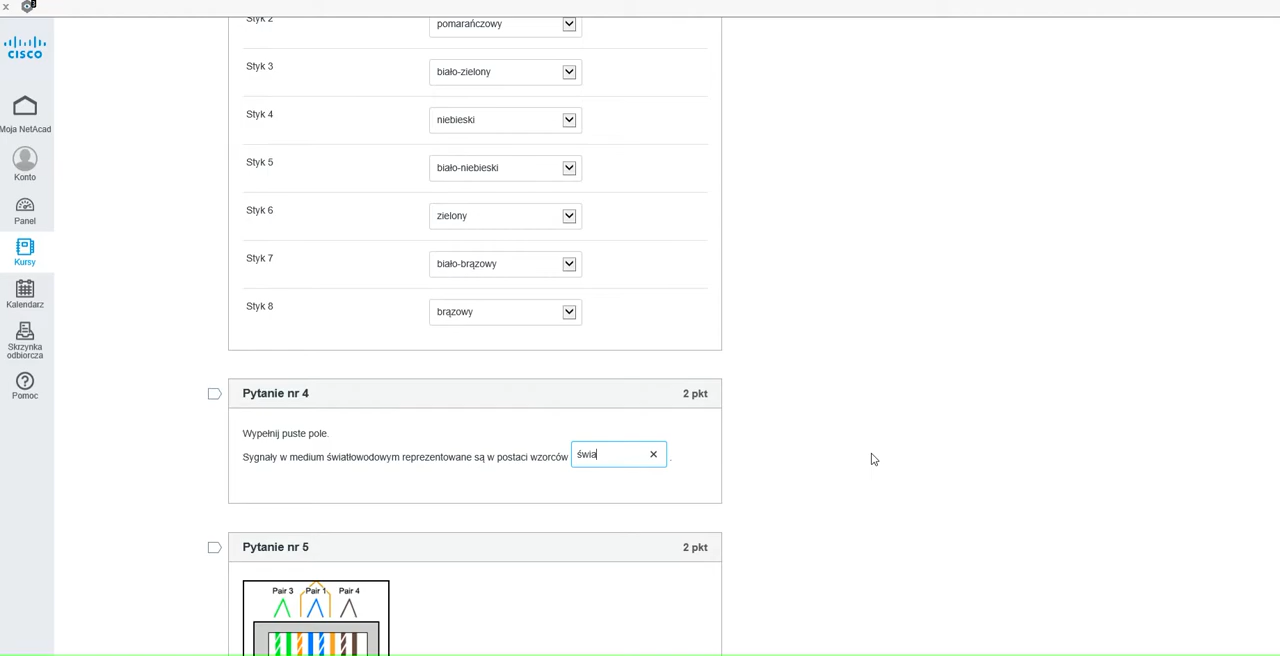 x
CISCO
Moja NetAcad
Konto
Panel
Kursy
Kalendarz
Skrzynka
odbiorcza
Pomoc
Styk 2 pomarańczowy
Styk 3 biało-zielony
Styk 4 niebieski
Styk 5 biało-niebieski
Styk 6 zielony
Styk 7 biało-brązowy
Styk 8 brązowy
Pytanie nr 4 2 pkt
Wypełnij puste pole.
Sygnały w medium światłowodowym reprezentowane są w postaci wzorców świa .
Pytanie nr 5 2 pkt
Pair 3 Pair 1 Pair 4